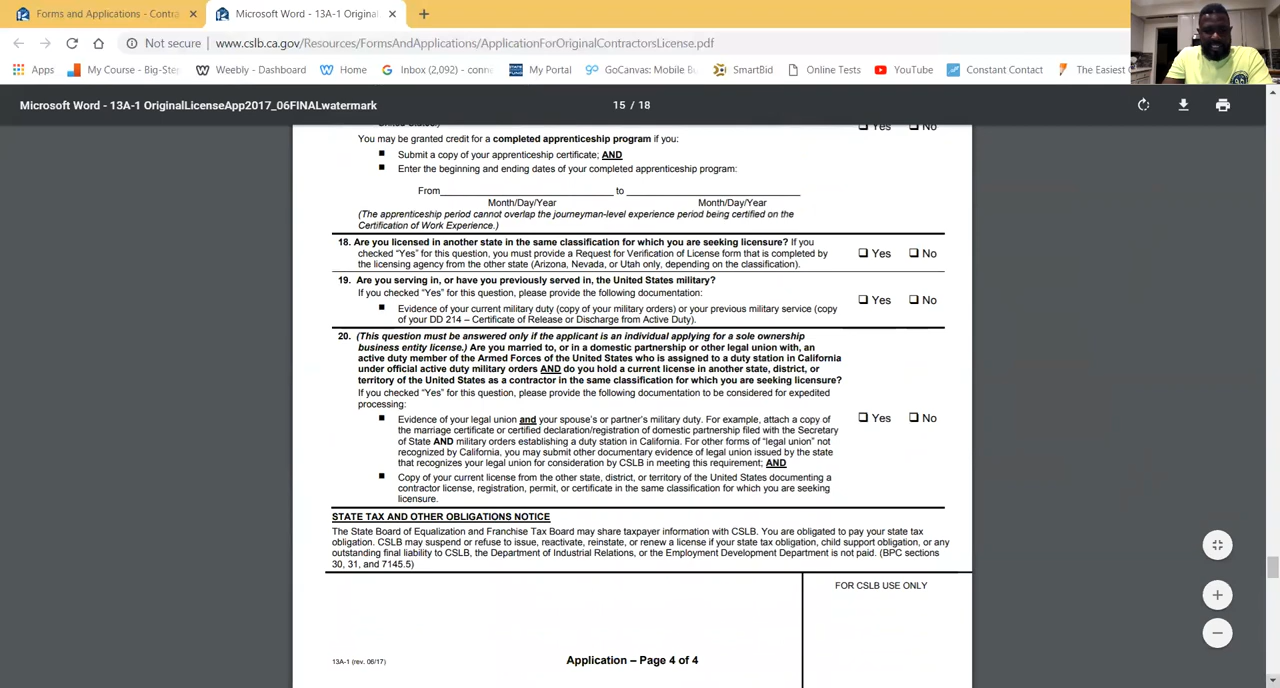 Forms and Applications - Contra
Microsoft Word - 13A-1 Original
Not secure | www.cslb.ca.gov/Resources/FormsAndApplications/ApplicationForOriginalContractorsLicense.pdf
Apps My Course - Big-Step Weebly - Dashboard Home Inbox (2,092) - conne My Portal GoCanvas: Mobile Bu SmartBid Online Tests YouTube Constant Contact The Easiest
Microsoft Word - 13A-1 OriginalLicenseApp2017_06FINALwatermark 15 / 18
Yes No
You may be granted credit for a completed apprenticeship program if you:
Submit a copy of your apprenticeship certificate; AND
Enter the beginning and ending dates of your completed apprenticeship program:
From to
Month/Day/Year Month/Day/Year
(The apprenticeship period cannot overlap the journeyman-level experience period being certified on the
Certification of Work Experience.)
18. Are you licensed in another state in the same classification for which you are seeking licensure? If you
checked “Yes” for this question, you must provide a Request for Verification of License form that is completed by
the licensing agency from the other state (Arizona, Nevada, or Utah only, depending on the classification).
Yes No
19. Are you serving in, or have you previously served in, the United States military?
If you checked “Yes” for this question, please provide the following documentation:
Evidence of your current military duty (copy of your military orders) or your previous military service (copy
of your DD 214 – Certificate of Release or Discharge from Active Duty).
Yes No
20. (This question must be answered only if the applicant is an individual applying for a sole ownership
business entity license.) Are you married to, or in a domestic partnership or other legal union with, an
active duty member of the Armed Forces of the United States who is assigned to a duty station in California
under official active duty military orders AND do you hold a current license in another state, district, or
territory of the United States as a contractor in the same classification for which you are seeking licensure?
If you checked “Yes” for this question, please provide the following documentation to be considered for expedited
processing:
Evidence of your legal union and your spouse’s or partner’s military duty. For example, attach a copy of
the marriage certificate or certified declaration/registration of domestic partnership filed with the Secretary
of State AND military orders establishing a duty station in California. For other forms of “legal union” not
recognized by California, you may submit other documentary evidence of legal union issued by the state
that recognizes your legal union for consideration by CSLB in meeting this requirement; AND
Yes No
Copy of your current license from the other state, district, or territory of the United States documenting a
contractor license, registration, permit, or certificate in the same classification for which you are seeking
licensure.
STATE TAX AND OTHER OBLIGATIONS NOTICE
The State Board of Equalization and Franchise Tax Board may share taxpayer information with CSLB. You are obligated to pay your state tax
obligation. CSLB may suspend or refuse to issue, reactivate, reinstate, or renew a license if your state tax obligation, child support obligation, or any
outstanding final liability to CSLB, the Department of Industrial Relations, or the Employment Development Department is not paid. (BPC sections
30, 31, and 7145.5)
FOR CSLB USE ONLY
13A-1 (rev. 06/17) Application – Page 4 of 4